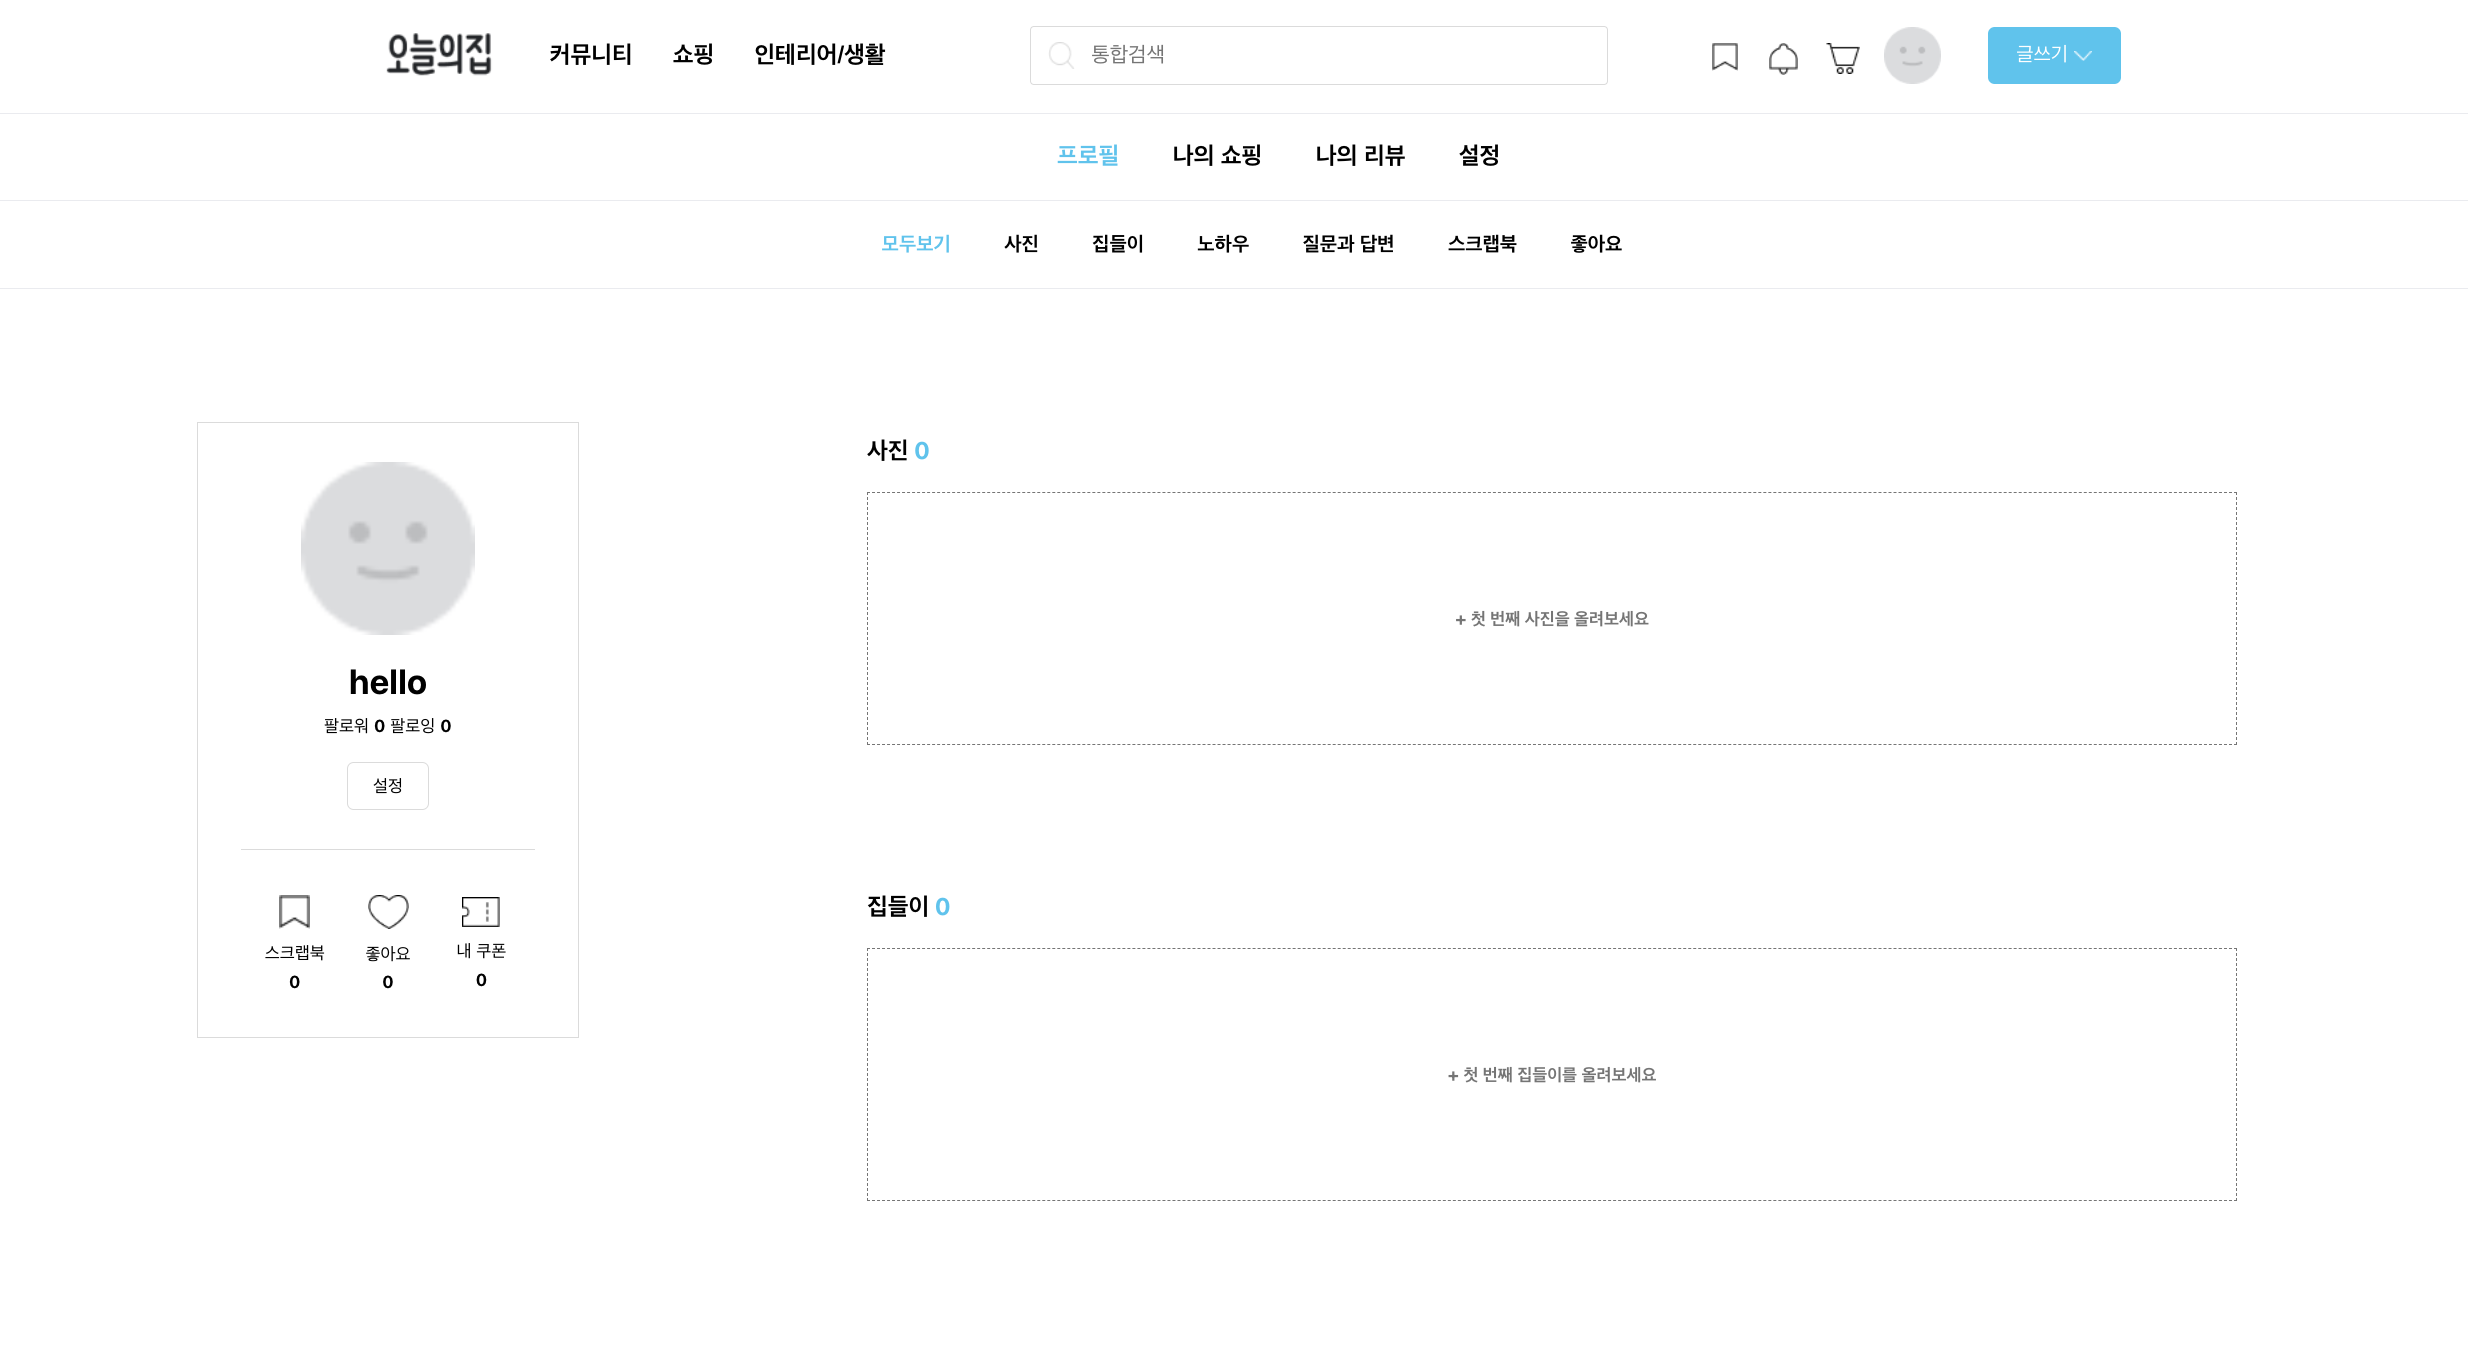 오늘의집 커뮤니티 쇼핑 인테리어/생활 통합검색 글쓰기
프로필 나의 쇼핑 나의 리뷰 설정
모두보기 사진 집들이 노하우 질문과 답변 스크랩북 좋아요
hello
팔로워 0 팔로잉 0
설정
스크랩북 좋아요 내 쿠폰
0 0 0
사진 0
+ 첫 번째 사진을 올려보세요
집들이 0
+ 첫 번째 집들이를 올려보세요